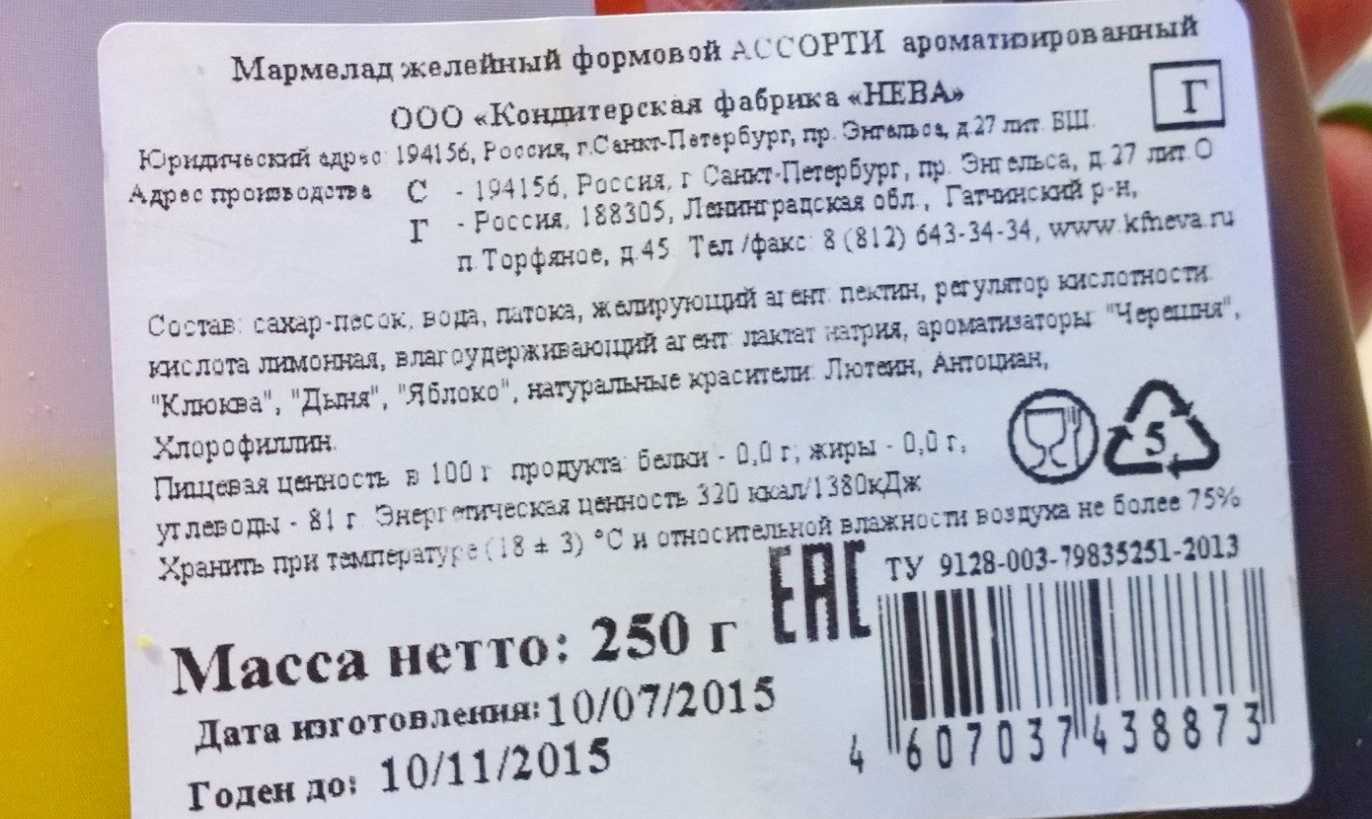 Мармелад желейный формовой АССОРТИ ароматизированный
ООО «Кондитерская фабрика «НЕВА»
Г
Юридический адрес: 194156, Россия, г.Санкт-Петербург, пр. Энгельса, д.27 лит. БЩ.
Адрес производства С - 194156, Россия, г Санкт-Петербург, пр. Энгельса, д.27 лит.О
Г - Россия, 188305, Ленинградская обл., Гатчинский р-н,
п.Торфяное, д.45. Тел /факс: 8 (812) 643-34-34, www.kfneva.ru
Состав: сахар-песок, вода, патока, желирующий агент: пектин, регулятор кислотности:
кислота лимонная, влагоудерживающий агент: лактат натрия, ароматизаторы: "Черешня",
"Клюква", "Дыня", "Яблоко", натуральные красители: Лютеин, Антоциан,
Хлорофиллин.
5
Пищевая ценность в 100 г продукта: белки - 0,0 г; жиры - 0,0 г;
углеводы - 81 г. Энергетическая ценность 320 ккал/1380кДж
Хранить при температуре (18 ± 3) °С и относительной влажности воздуха не более 75%
EAC
ТУ 9128-003-79835251-2013
Масса нетто: 250 г
Дата изготовления: 10/07/2015
Годен до: 10/11/2015
4 607037 438873